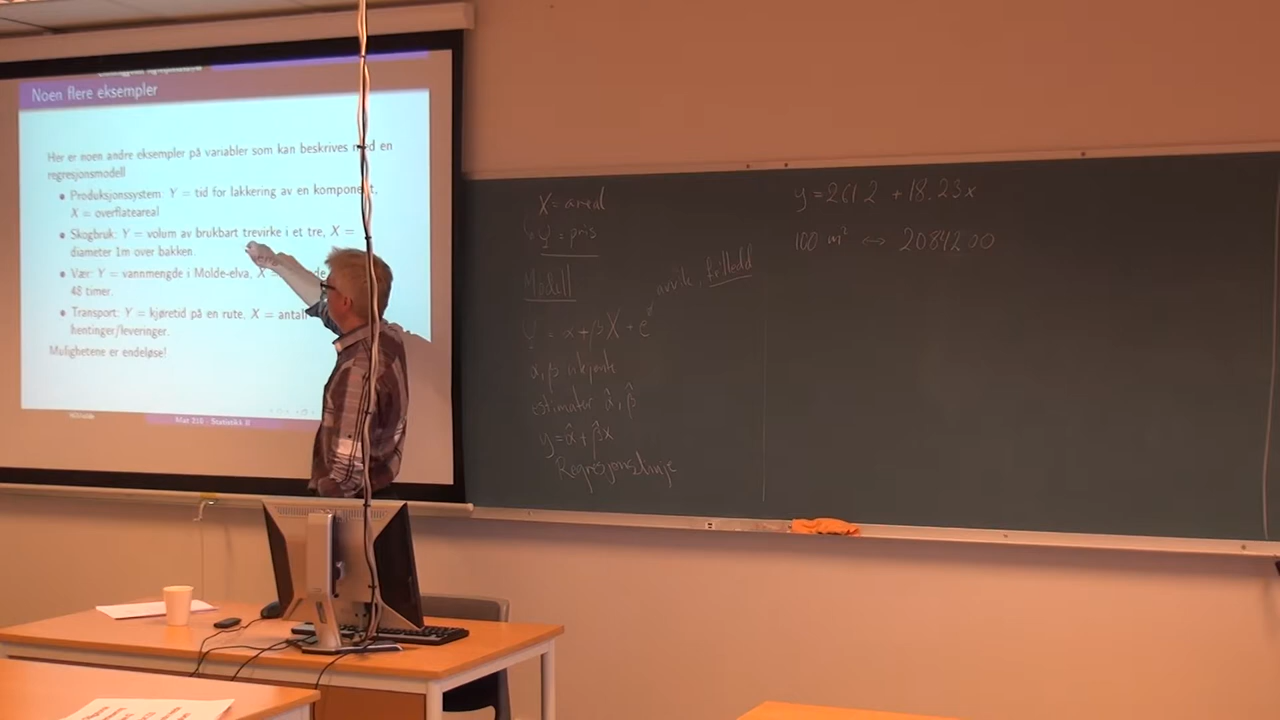 Noen flere eksempler
Her er noen andre eksempler på variabler som kan beskrives med en
regresjonsmodell
• Produksjonssystem: Y = tid for lakkering av en komponent,
X = overflateareal
• Skogbruk: Y = volum av brukbart trevirke i et tre, X =
diameter 1m over bakken.
• Vær: Y = vannmengde i Molde-elva, X =
48 timer.
• Transport: Y = kjøretid på en rute, X = antall
hentinger/leveringer.
Mulighetene er endeløse!
Mat 210 : Statistikk II
X = areal
Y = pris
Modell
avvik, feilledd
Y = α + βX + e
α, β ukjente
estimater α̂, β̂
y = α̂ + β̂x
Regresjonslinje
y = 2612 + 18.23x
100 m² ↔ 2084200